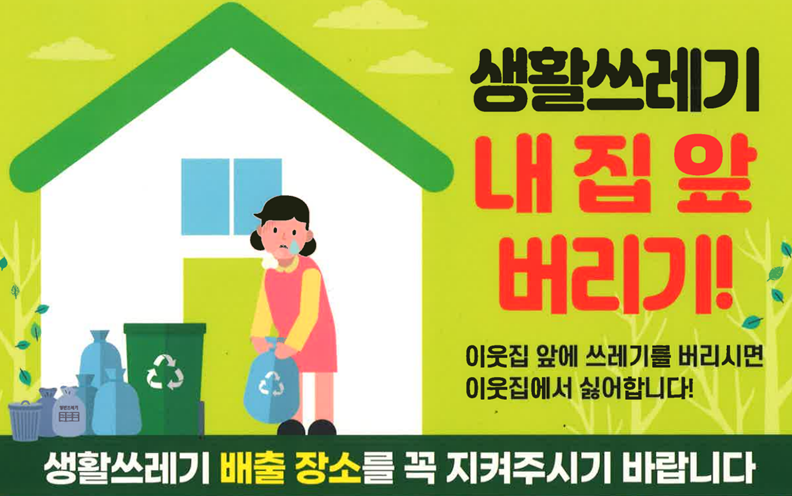 생활쓰레기
내 집 앞
버리기!
이웃집 앞에 쓰레기를 버리시면
이웃집에서 싫어합니다!
생활쓰레기 배출 장소를 꼭 지켜주시기 바랍니다